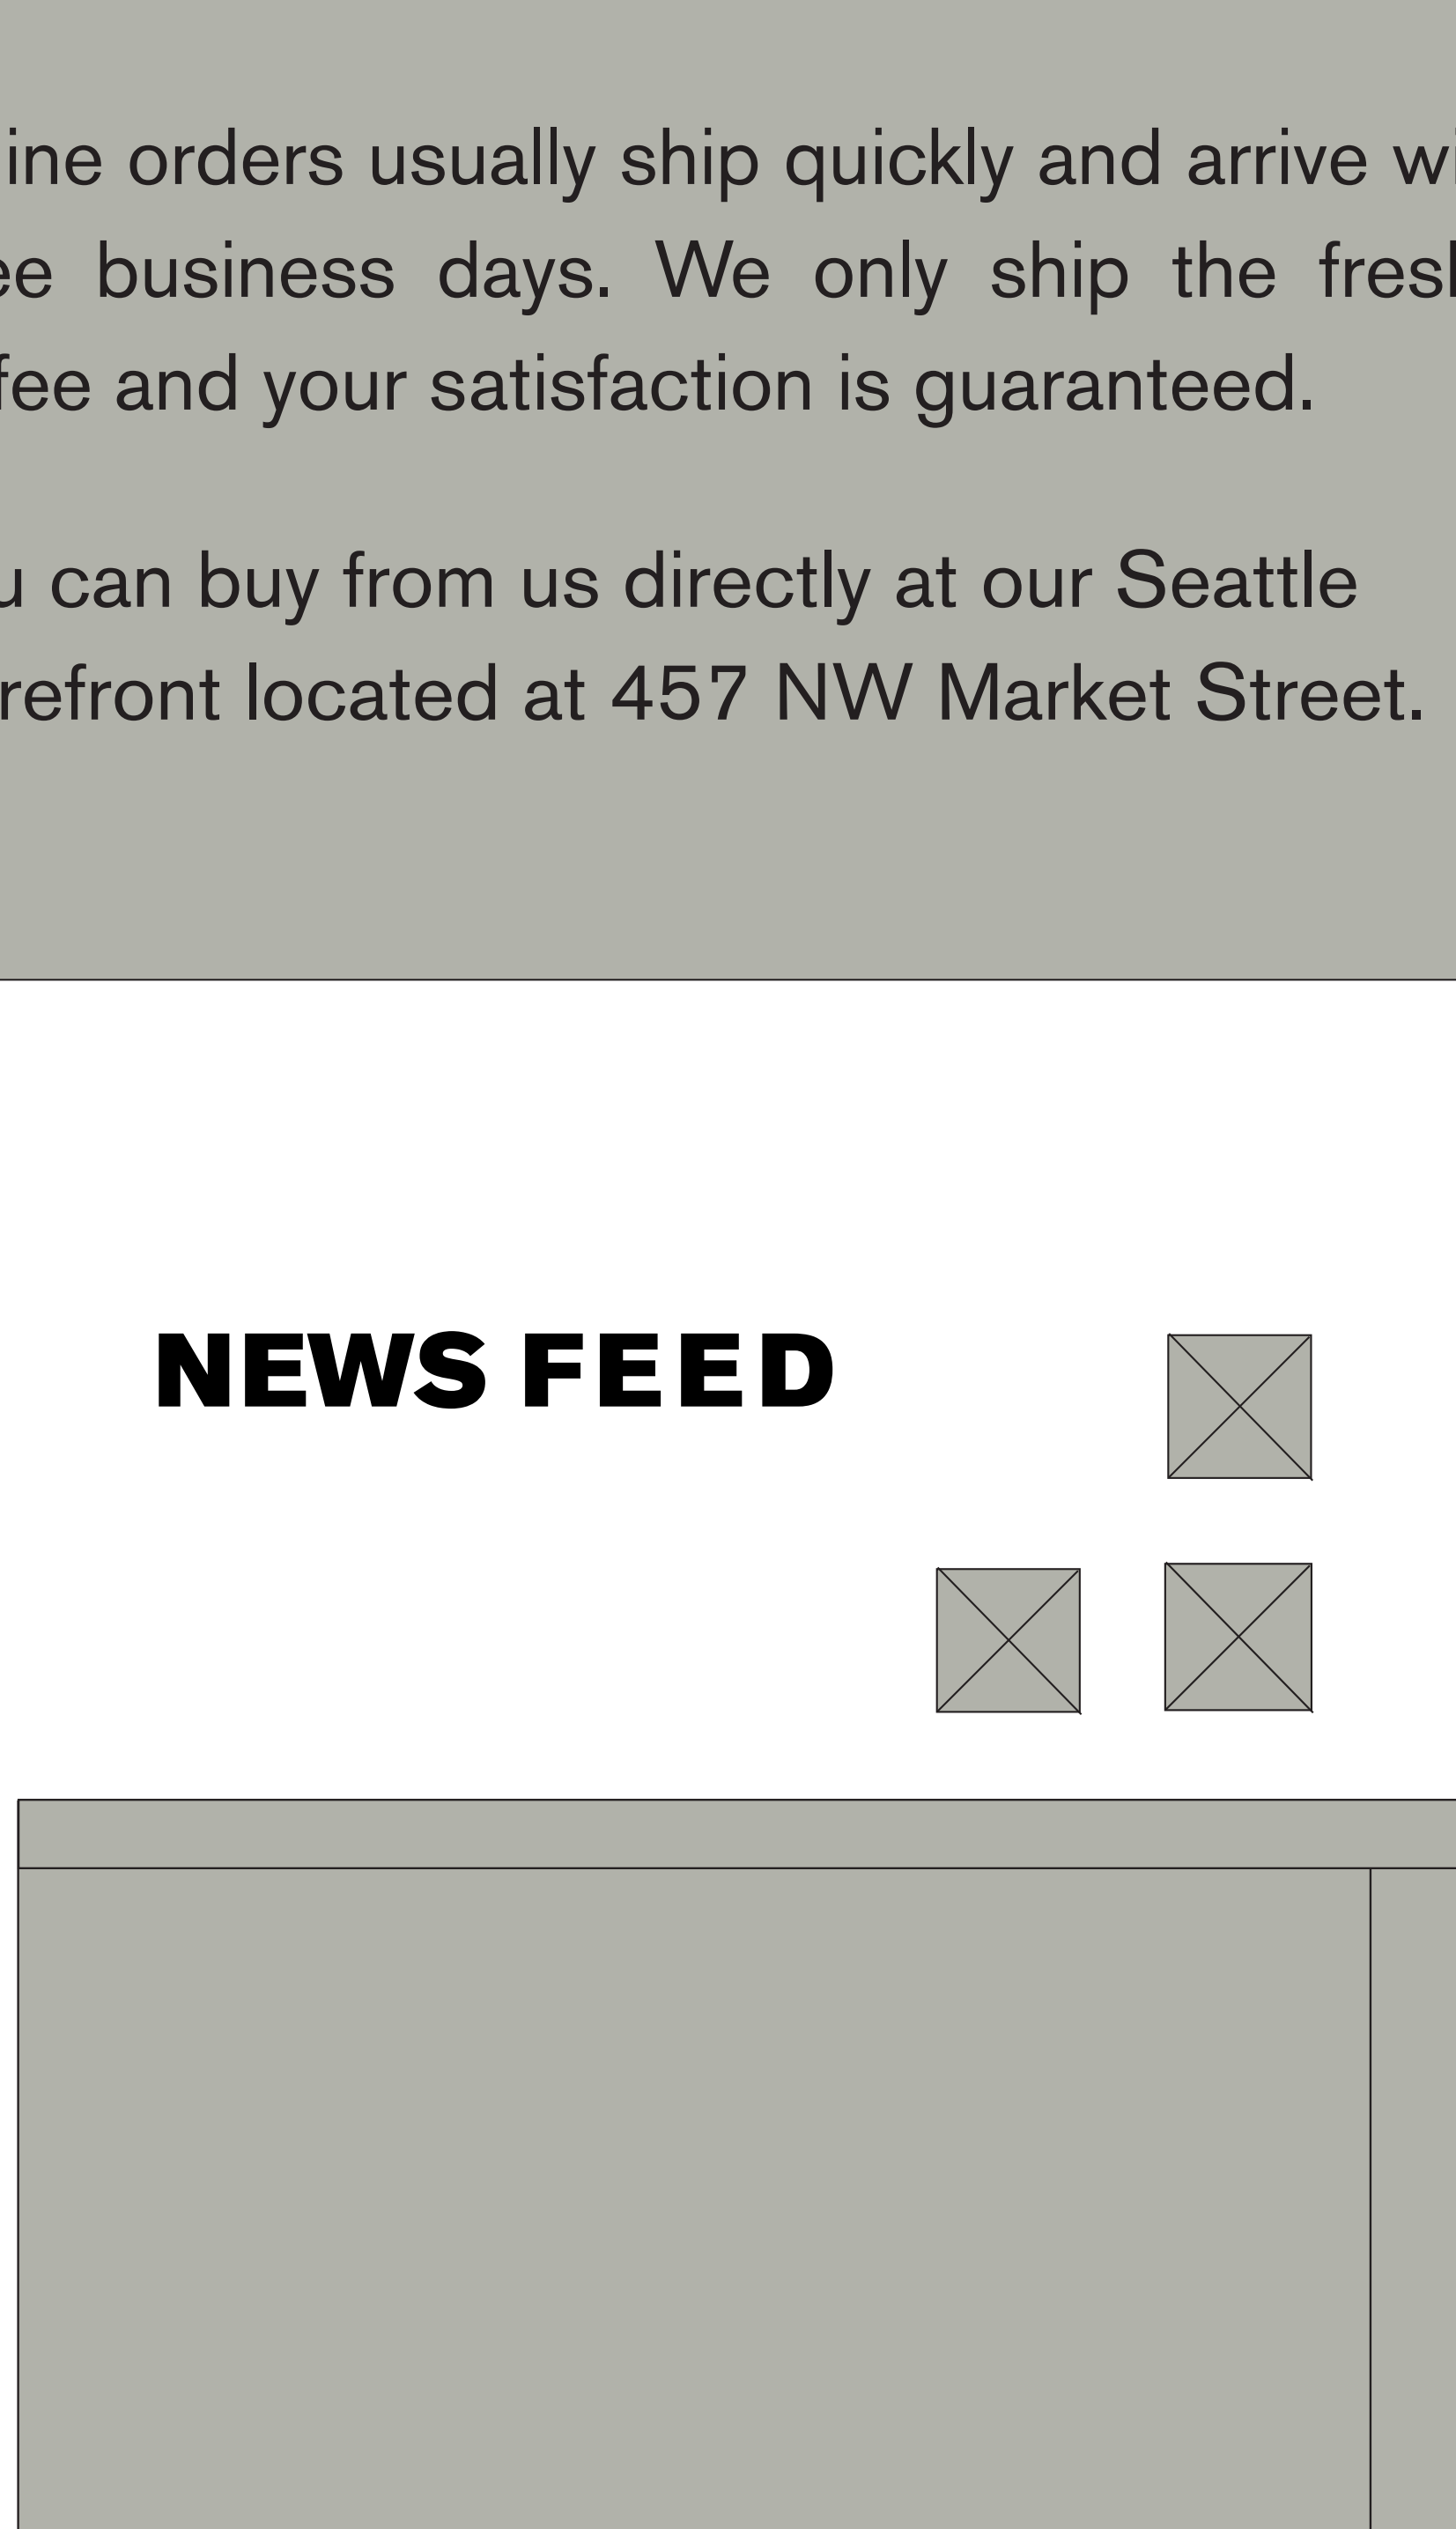 ine orders usually ship quickly and arrive wi
ee business days. We only ship the fresh
fee and your satisfaction is guaranteed.
u can buy from us directly at our Seattle
refront located at 457 NW Market Street.
NEWS FEED